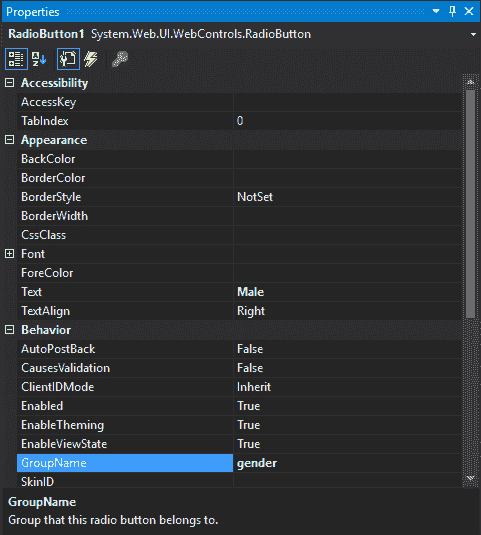 Properties
RadioButton1 System.Web.UI.WebControls.RadioButton
Accessibility
AccessKey
TabIndex 0
Appearance
BackColor
BorderColor
BorderStyle NotSet
BorderWidth
CssClass
Font
ForeColor
Text Male
TextAlign Right
Behavior
AutoPostBack False
CausesValidation False
ClientIDMode Inherit
Enabled True
EnableTheming True
EnableViewState True
GroupName gender
SkinID
GroupName
Group that this radio button belongs to.